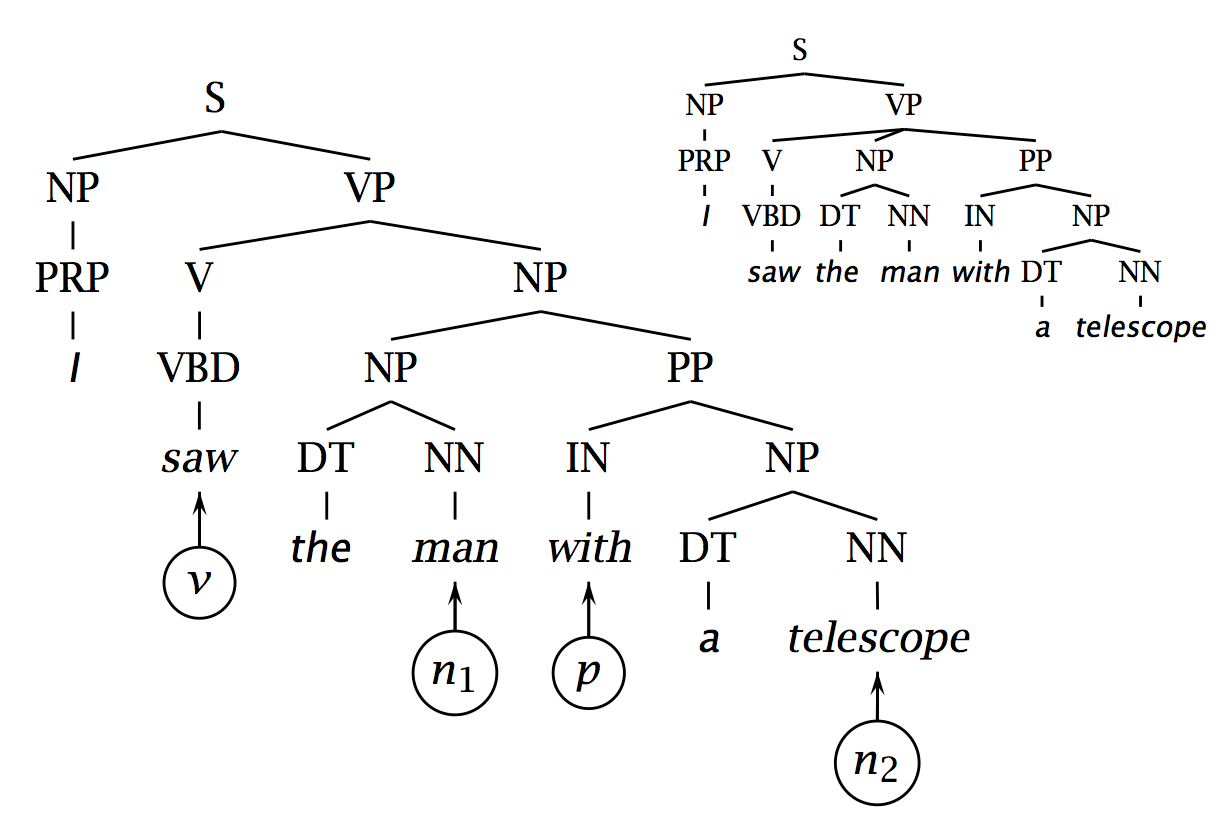 S
NP VP
PRP V NP
I VBD NP PP
saw DT NN IN NP
the man with DT NN
a telescope
v
n1 p
n2
S
NP VP
PRP V NP PP
I VBD DT NN IN NP
saw the man with DT NN
a telescope